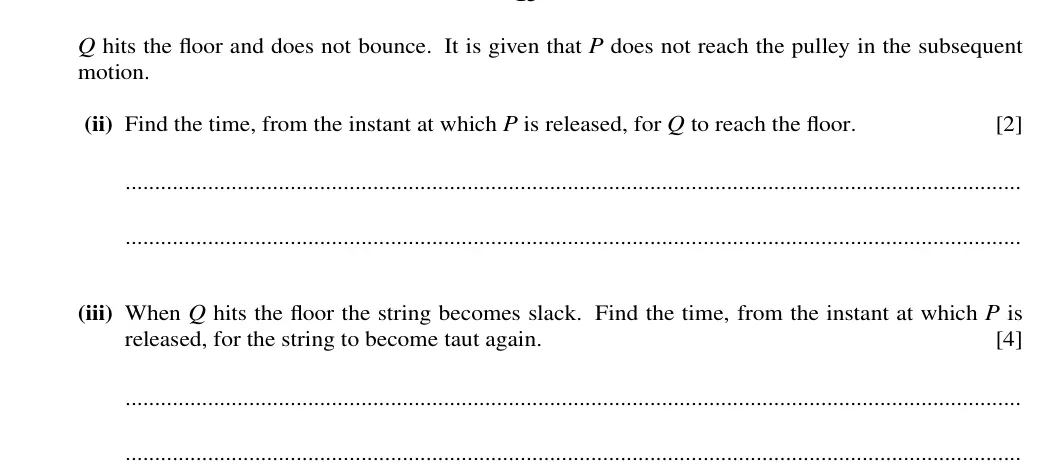 Q hits the floor and does not bounce. It is given that P does not reach the pulley in the subsequent
motion.
(ii) Find the time, from the instant at which P is released, for Q to reach the floor. [2]
(iii) When Q hits the floor the string becomes slack. Find the time, from the instant at which P is
released, for the string to become taut again. [4]